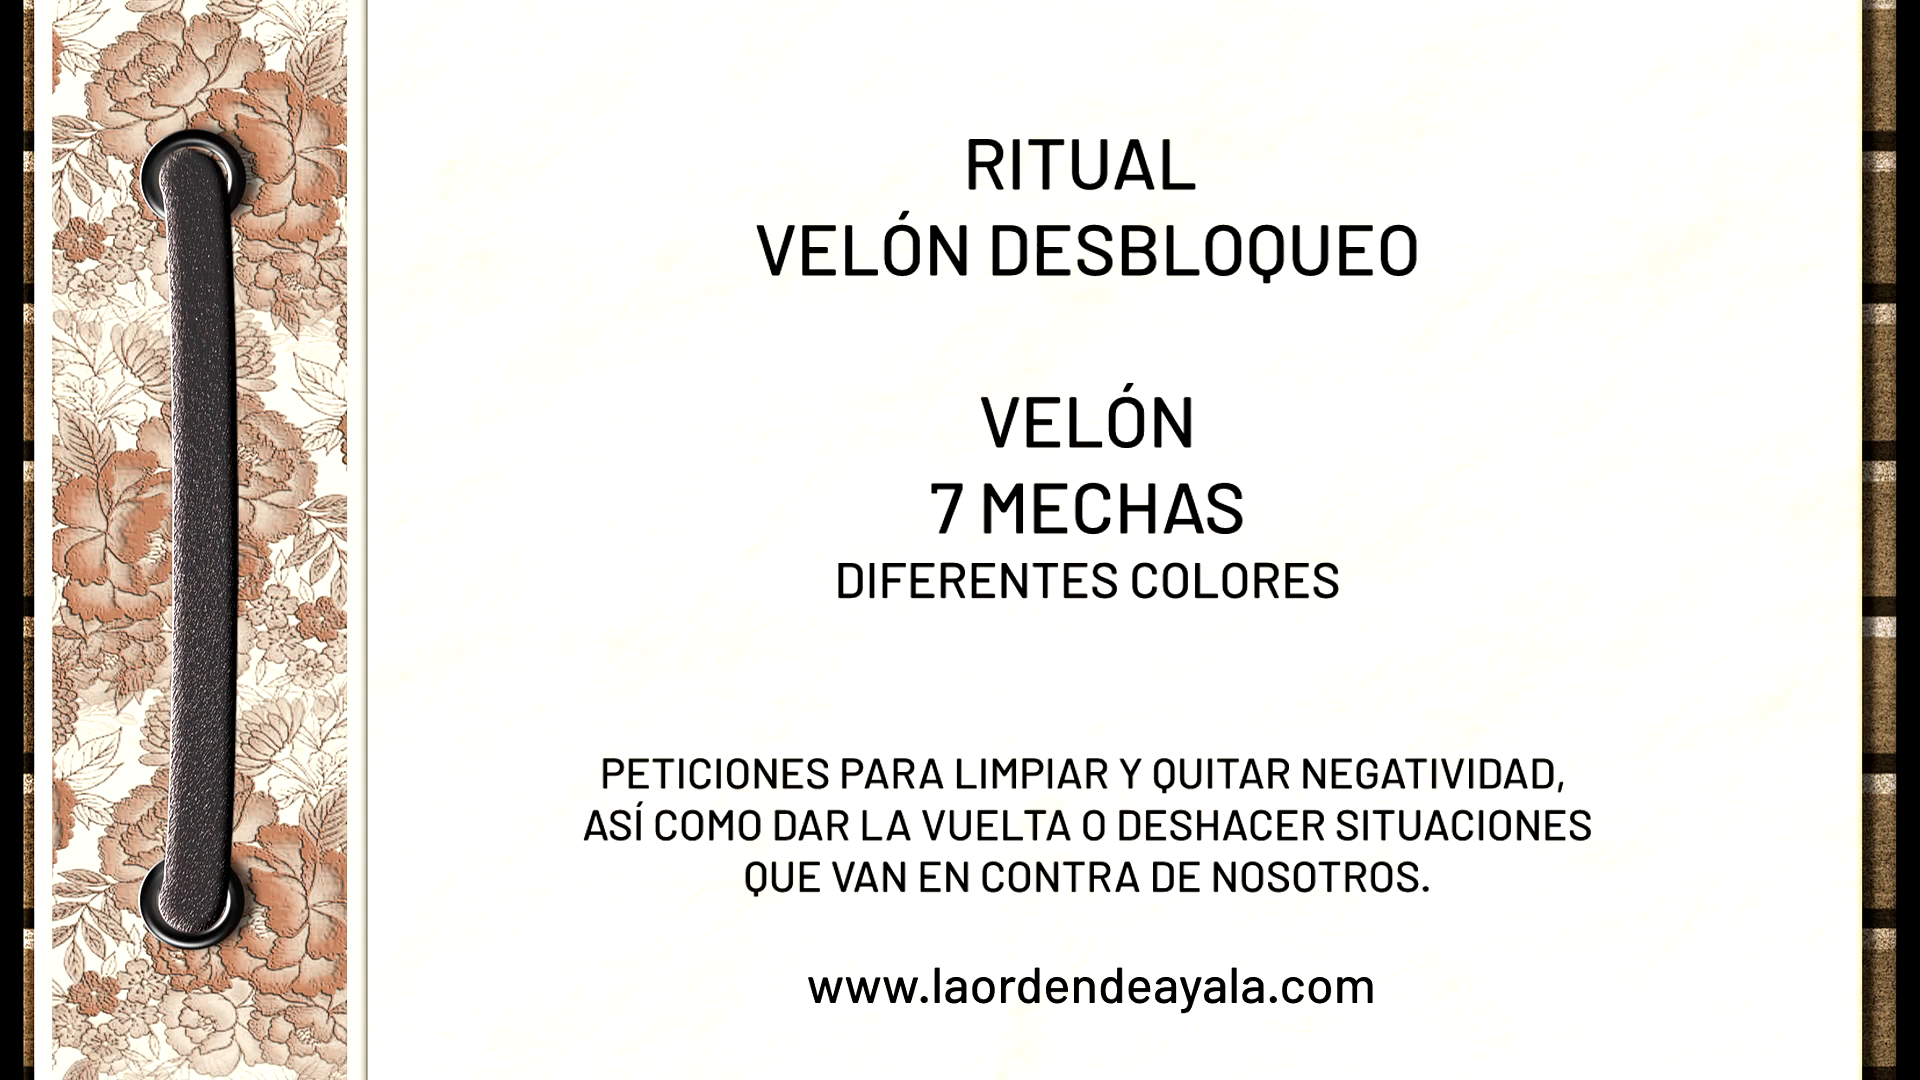 RITUAL
VELÓN DESBLOQUEO
VELÓN
7 MECHAS
DIFERENTES COLORES
PETICIONES PARA LIMPIAR Y QUITAR NEGATIVIDAD,
ASÍ COMO DAR LA VUELTA O DESHACER SITUACIONES
QUE VAN EN CONTRA DE NOSOTROS.
www.laordendeayala.com